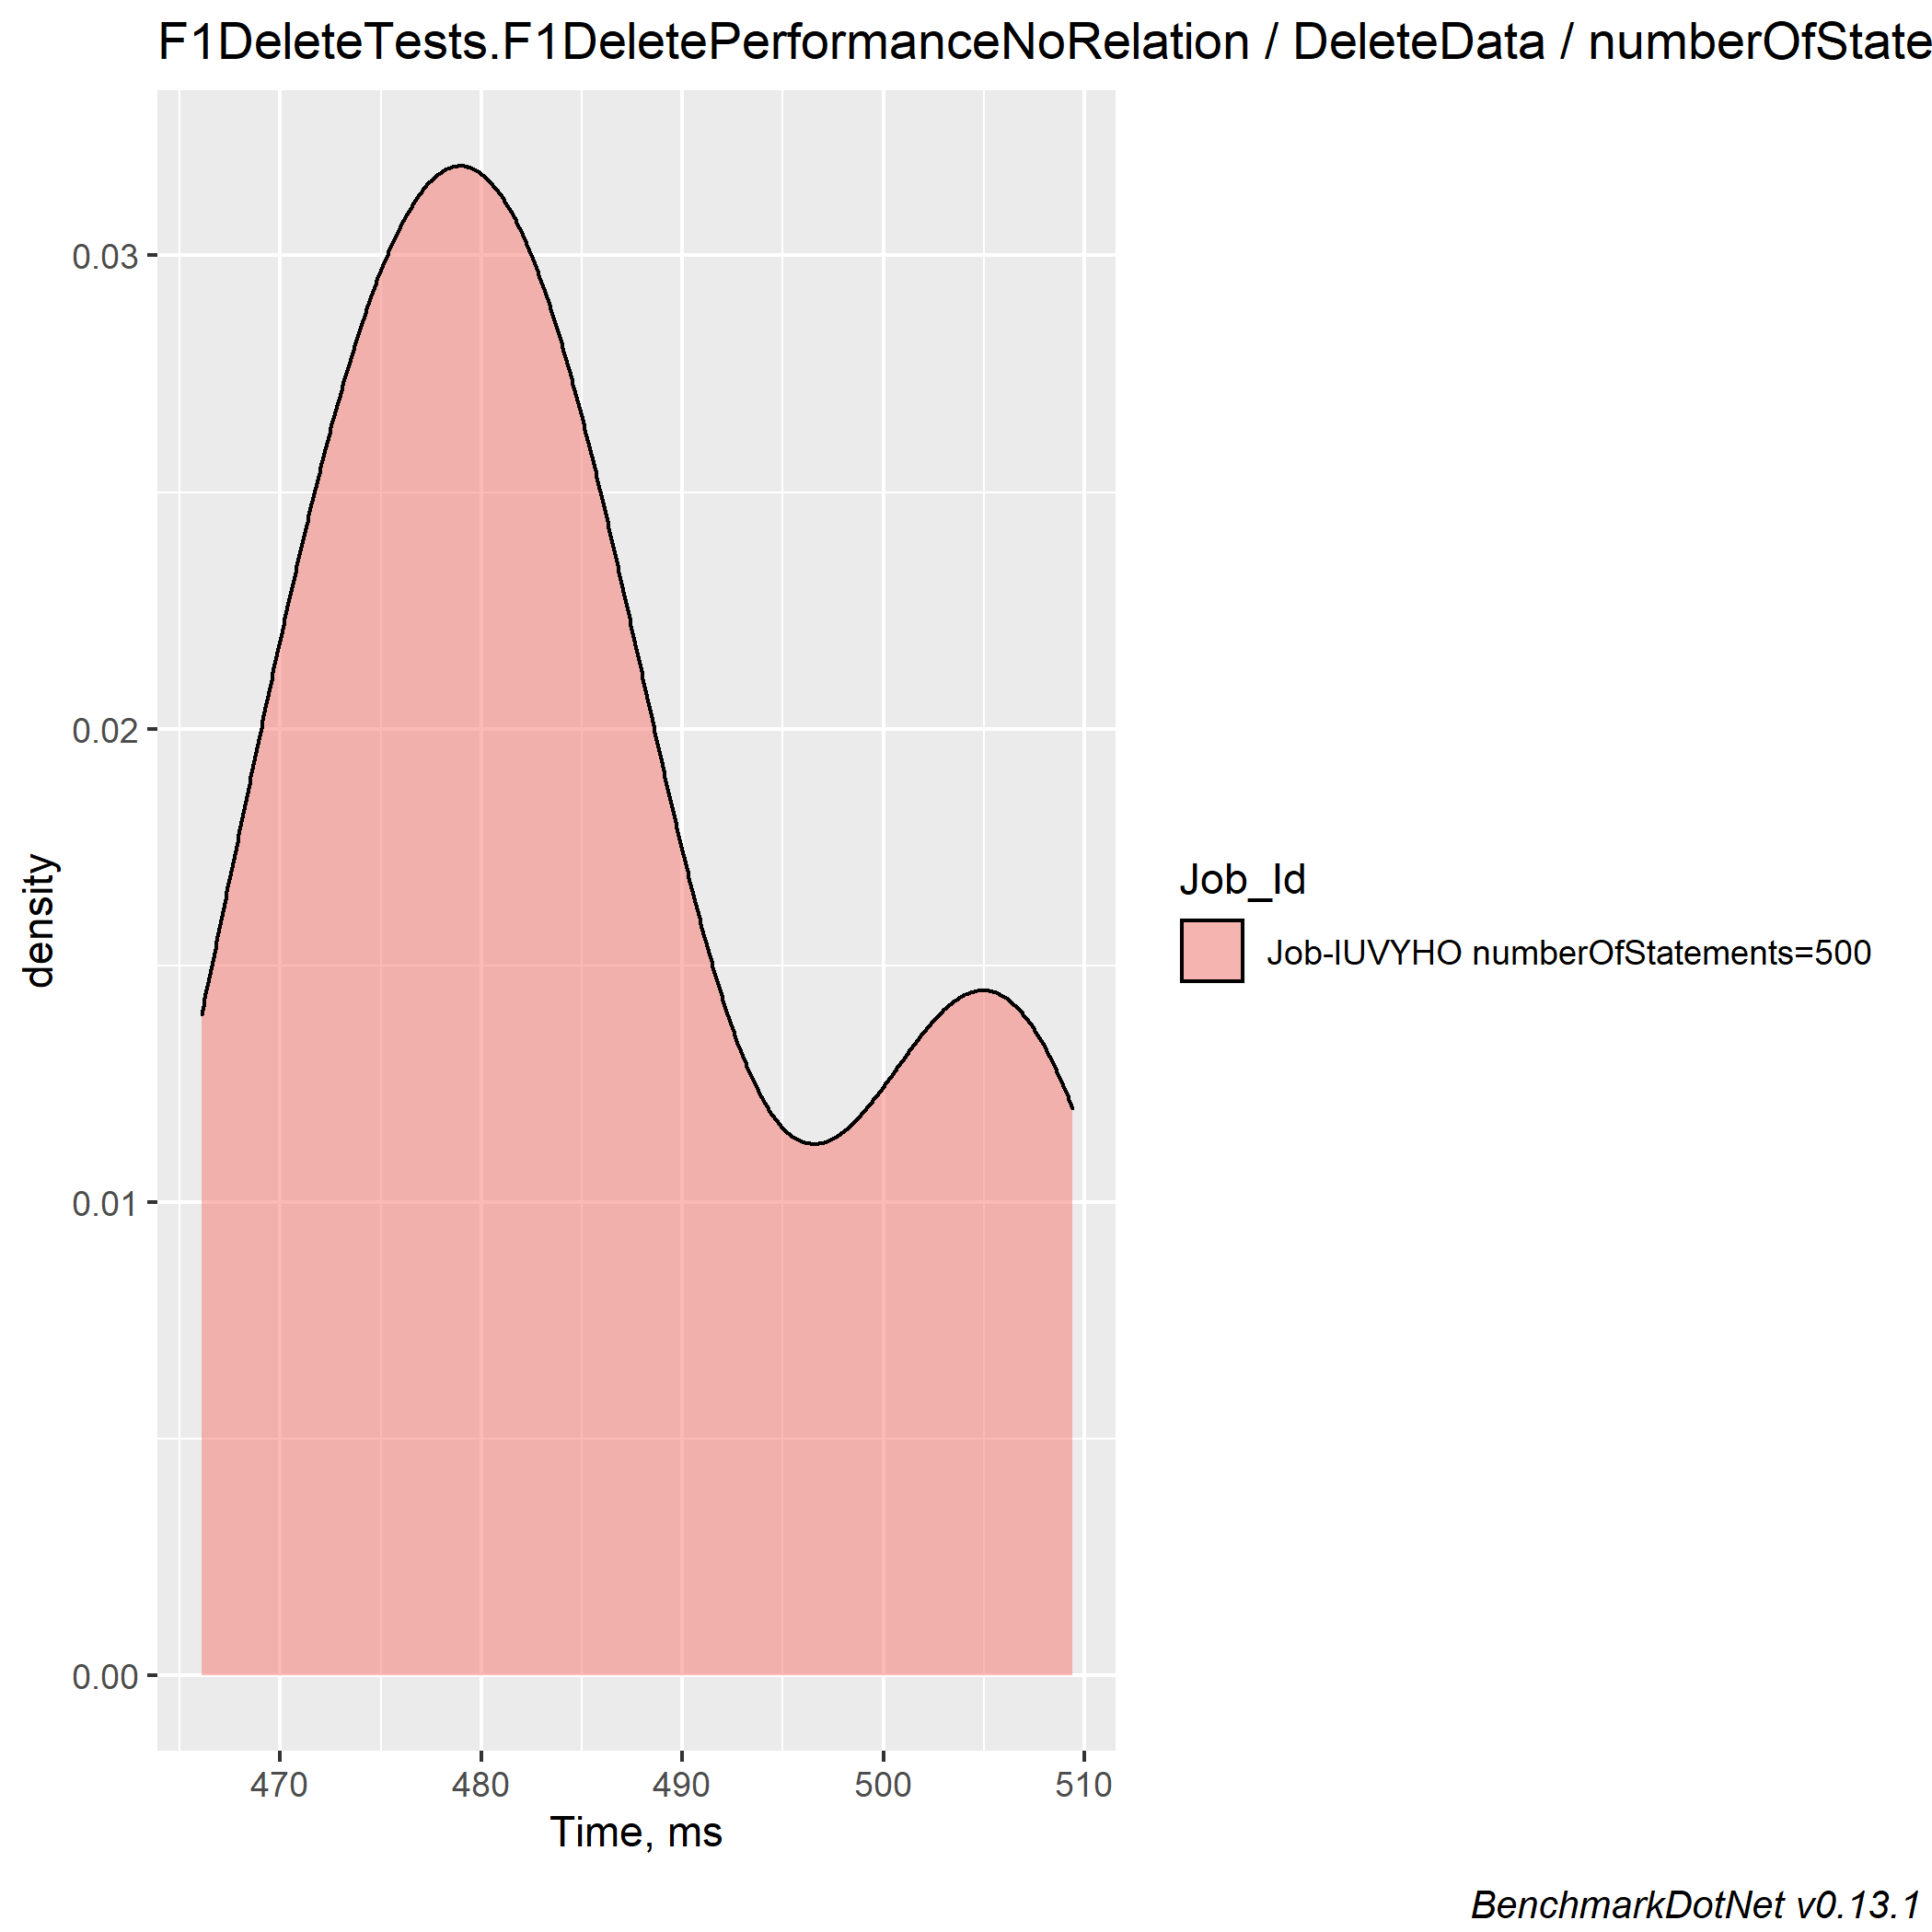 F1DeleteTests.F1DeletePerformanceNoRelation / DeleteData / numberOfState
0.03
0.02
0.01
0.00
density
470 480 490 500 510
Time, ms
Job_Id
Job-IUVYHO numberOfStatements=500
BenchmarkDotNet v0.13.1